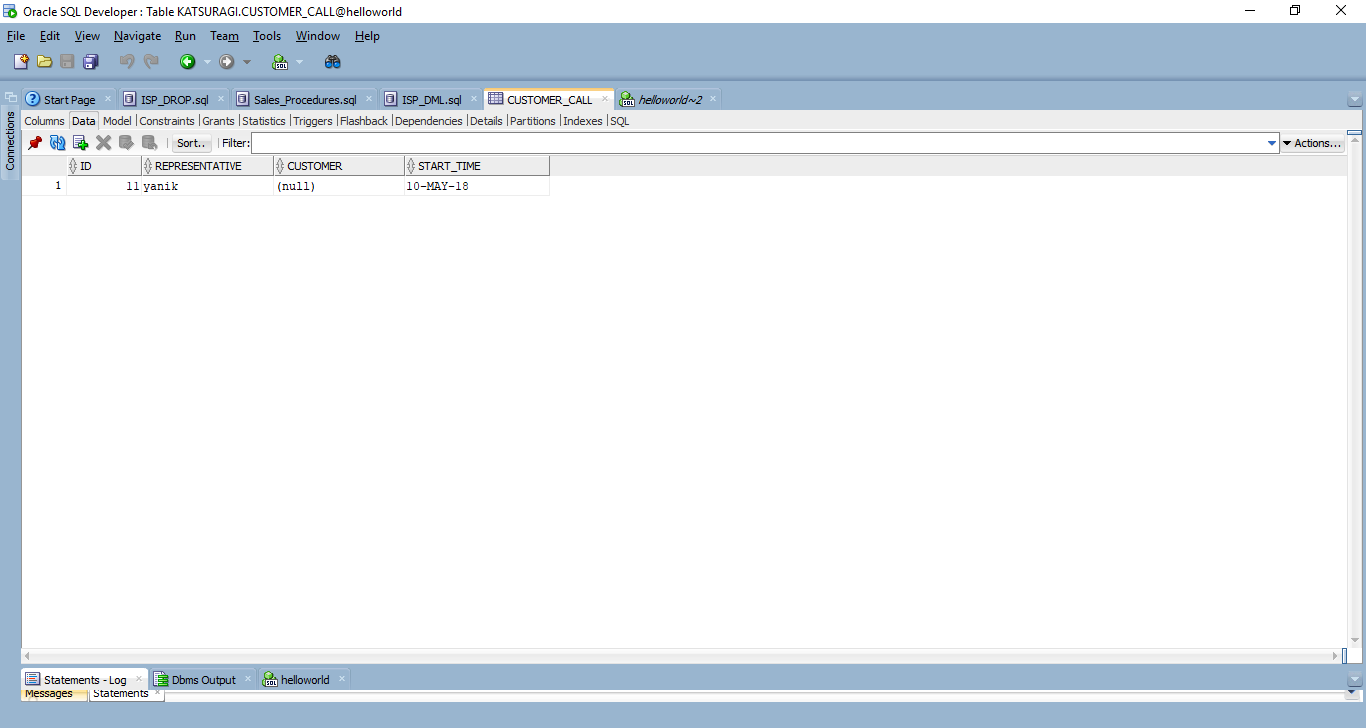 Oracle SQL Developer : Table KATSURAGI.CUSTOMER_CALL@helloworld
File Edit View Navigate Run Team Tools Window Help
Start Page ISP_DROP.sql Sales_Procedures.sql ISP_DML.sql CUSTOMER_CALL helloworld~2
Connections
Columns Data Model Constraints Grants Statistics Triggers Flashback Dependencies Details Partitions Indexes SQL
Sort.. Filter: Actions...
ID REPRESENTATIVE CUSTOMER START_TIME
1 11 yanik (null) 10-MAY-18
Statements - Log Dbms Output helloworld
Messages Statements